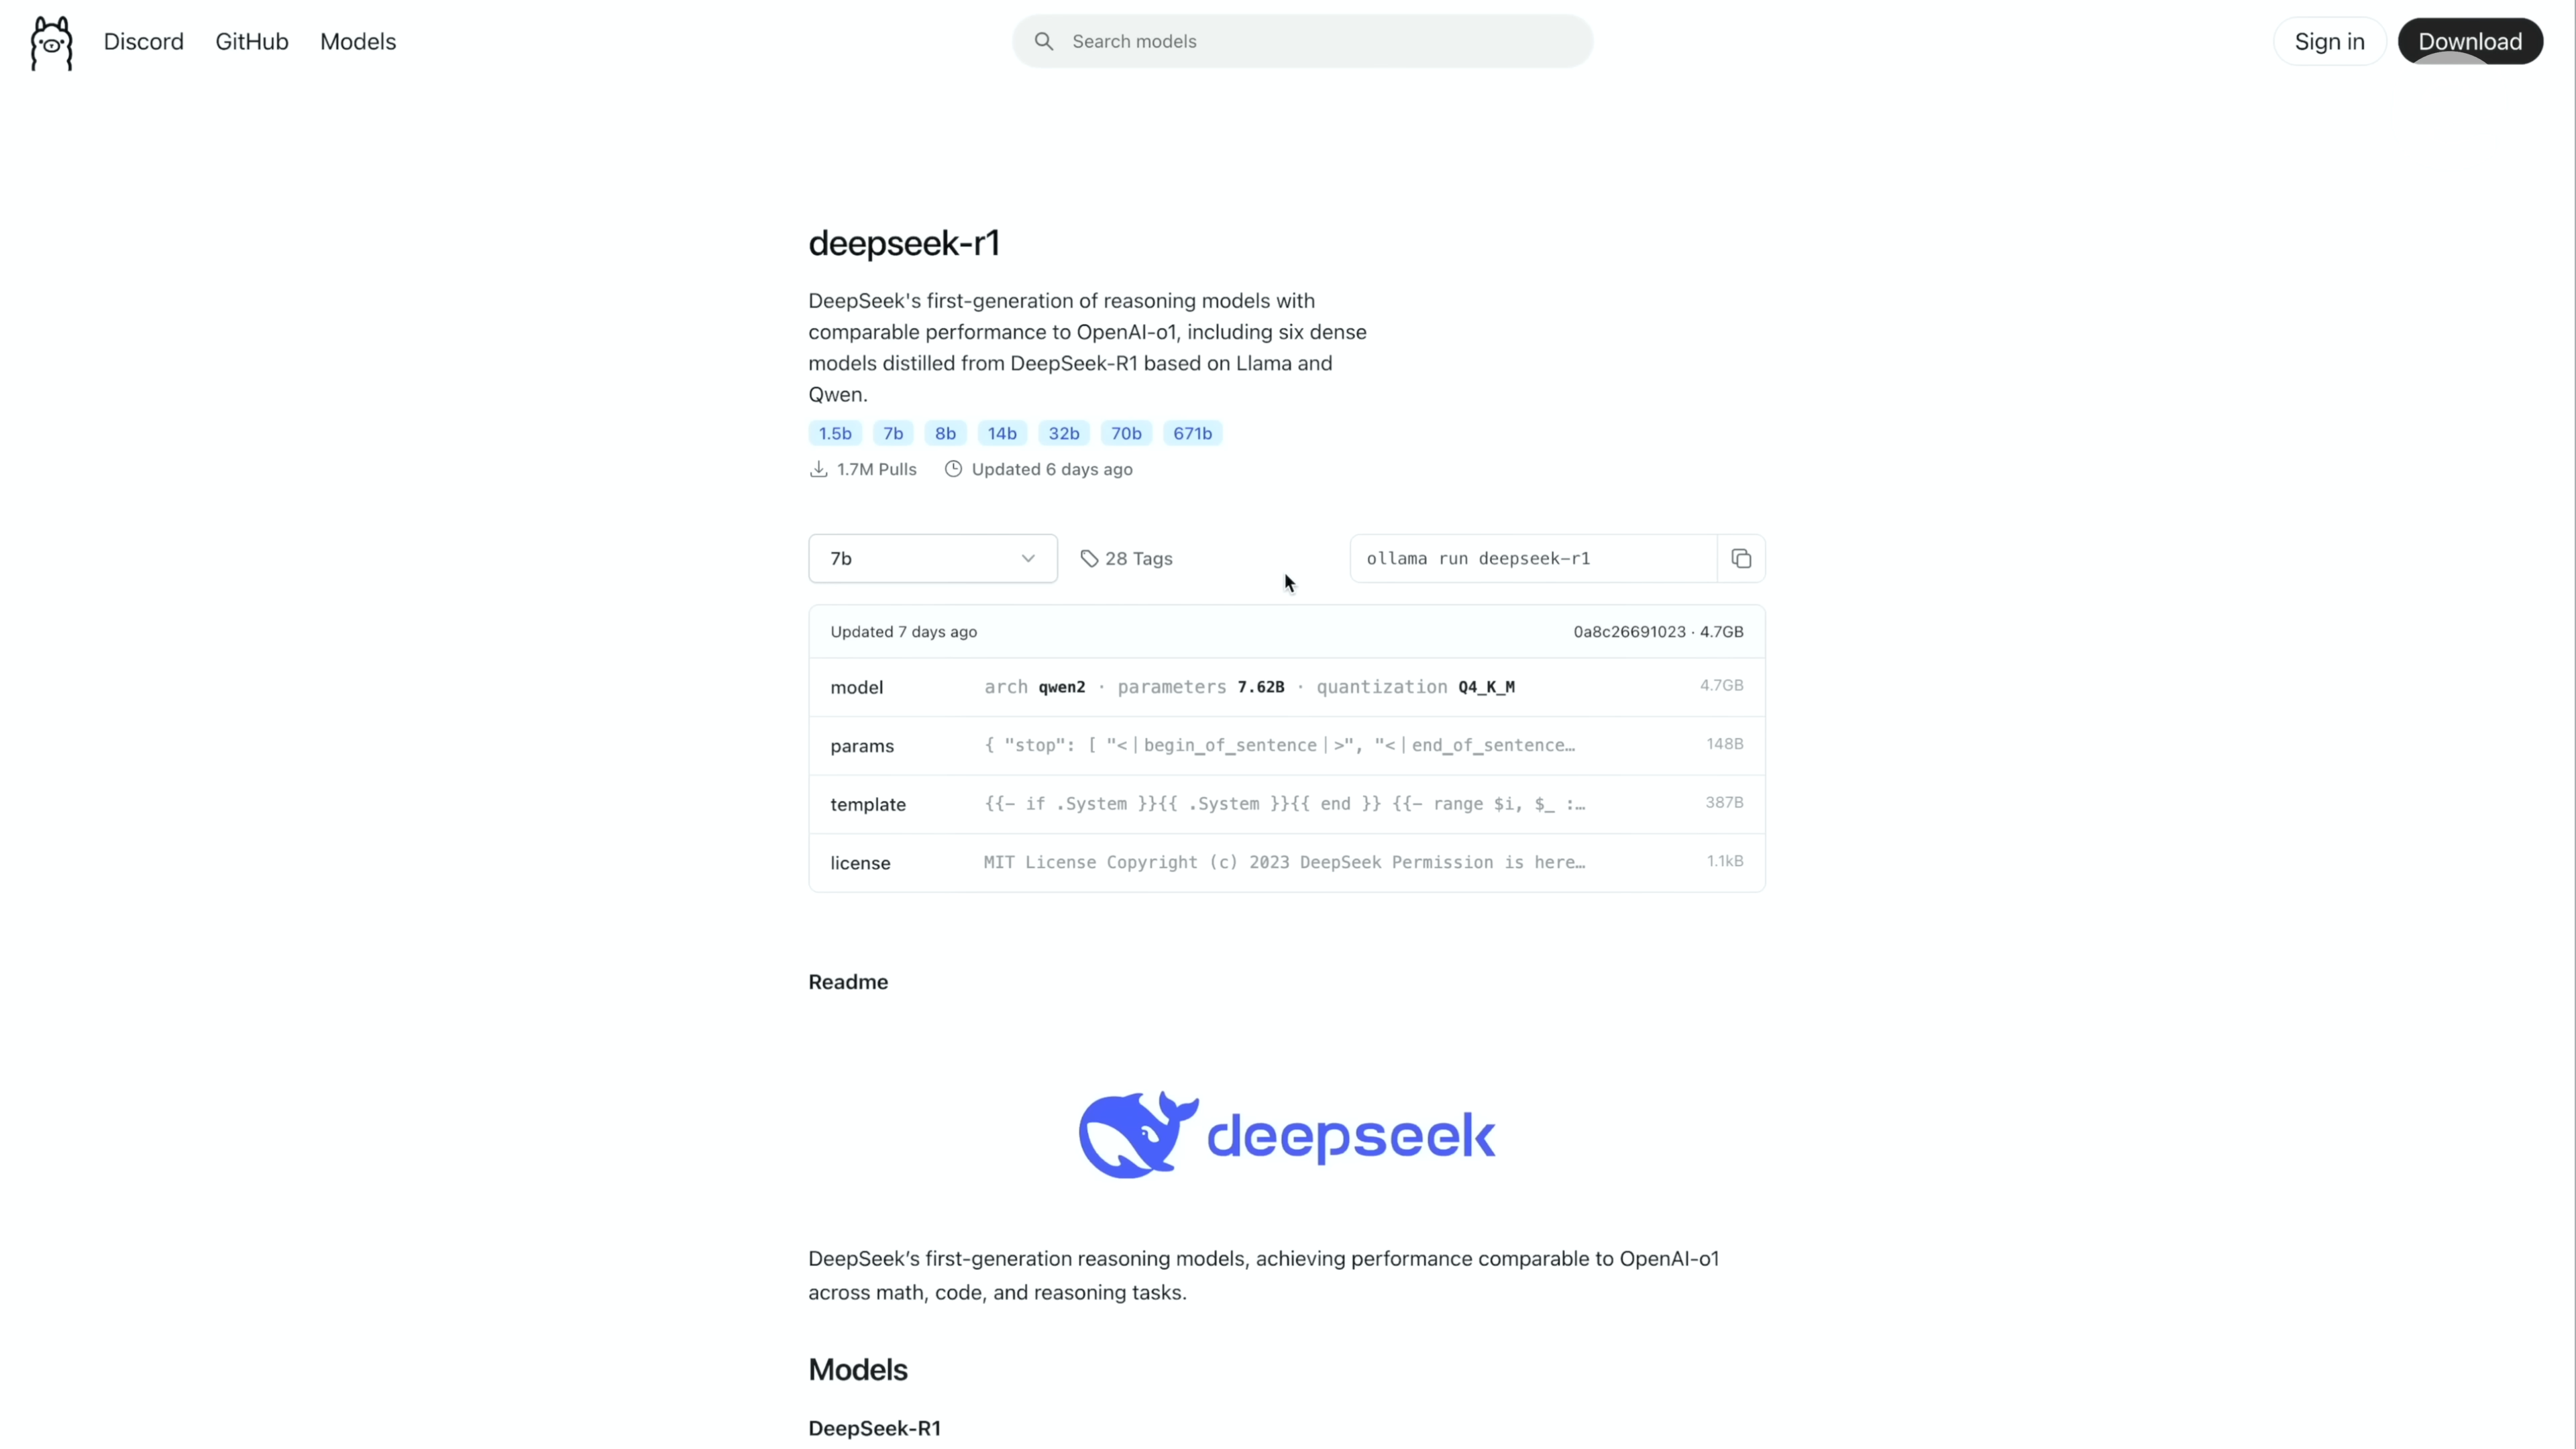 Discord GitHub Models Search models Sign in Download
deepseek-r1
DeepSeek's first-generation of reasoning models with
comparable performance to OpenAI-o1, including six dense
models distilled from DeepSeek-R1 based on Llama and
Qwen.
1.5b 7b 8b 14b 32b 70b 671b
1.7M Pulls Updated 6 days ago
7b 28 Tags ollama run deepseek-r1
Updated 7 days ago 0a8c26691023 · 4.7GB
model arch qwen2 · parameters 7.62B · quantization Q4_K_M 4.7GB
params { "stop": [ "<｜begin_of_sentence｜>", "<｜end_of_sentence… 148B
template {{- if .System }}{{ .System }}{{ end }} {{- range $i, $_ :… 387B
license MIT License Copyright (c) 2023 DeepSeek Permission is here… 1.1kB
Readme
deepseek
DeepSeek’s first-generation reasoning models, achieving performance comparable to OpenAI-o1
across math, code, and reasoning tasks.
Models
DeepSeek-R1